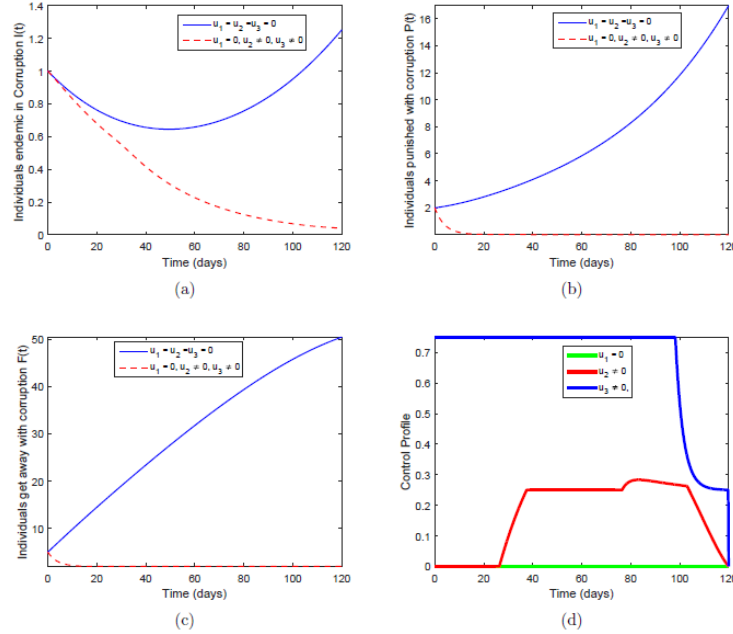 1.4
1.2
1
0.8
0.6
0.4
0.2
0
Individuals endemic in Corruption I(t)
u₁ = u₂ =u₃ = 0
u₁ = 0, u₂ ≠ 0, u₃ ≠ 0
0 20 40 60 80 100 120
Time (days)
(a)
16
14
12
10
8
6
4
2
Individuals punished with corruption P(t)
u₁ = u₂ =u₃ = 0
u₁ = 0, u₂ ≠ 0, u₃ ≠ 0
0 20 40 60 80 100 120
Time (days)
(b)
50
40
30
20
10
Individuals get away with corruption F(t)
u₁ = u₂ =u₃ = 0
u₁ = 0, u₂ ≠ 0, u₃ ≠ 0
0 20 40 60 80 100 120
Time (days)
(c)
0.7
0.6
0.5
0.4
0.3
0.2
0.1
0
Control Profile
u₁ = 0
u₂ ≠ 0
u₃ ≠ 0,
0 20 40 60 80 100 120
Time (days)
(d)